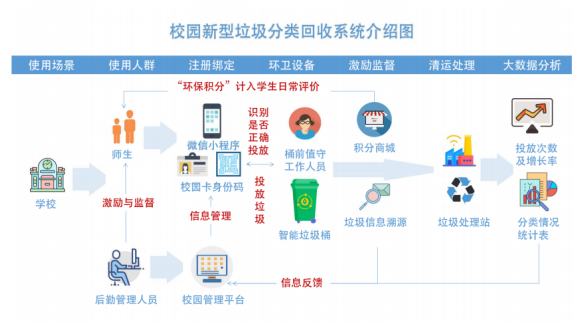 校园新型垃圾分类回收系统介绍图
使用场景
使用人群
注册绑定
环卫设备
激励监督
清运处理
大数据分析
“环保积分”计入学生日常评价
学校
师生
激励与监督
后勤管理人员
微信小程序
校园卡身份码
信息管理
校园管理平台
识别
是否
正确
投放
投放垃圾
桶前值守
工作人员
智能垃圾桶
积分商城
垃圾信息溯源
信息反馈
垃圾处理站
投放次数
及增长率
分类情况
统计表